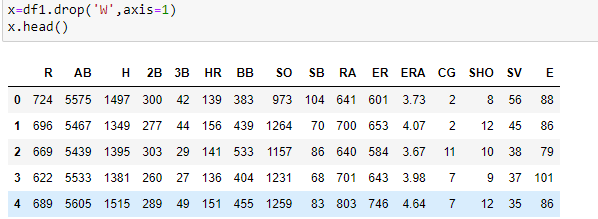 x=df1.drop('W',axis=1)
x.head()
R AB H 2B 3B HR BB SO SB RA ER ERA CG SHO SV E
0 724 5575 1497 300 42 139 383 973 104 641 601 3.73 2 8 56 88
1 696 5467 1349 277 44 156 439 1264 70 700 653 4.07 2 12 45 86
2 669 5439 1395 303 29 141 533 1157 86 640 584 3.67 11 10 38 79
3 622 5533 1381 260 27 136 404 1231 68 701 643 3.98 7 9 37 101
4 689 5605 1515 289 49 151 455 1259 83 803 746 4.64 7 12 35 86